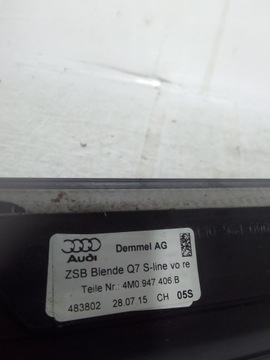 Audi Demmel AG
ZSB Blende Q7 S-line vo re
Teile Nr.: 4M0 947 406 B
483802 28.07.15 CH 05S